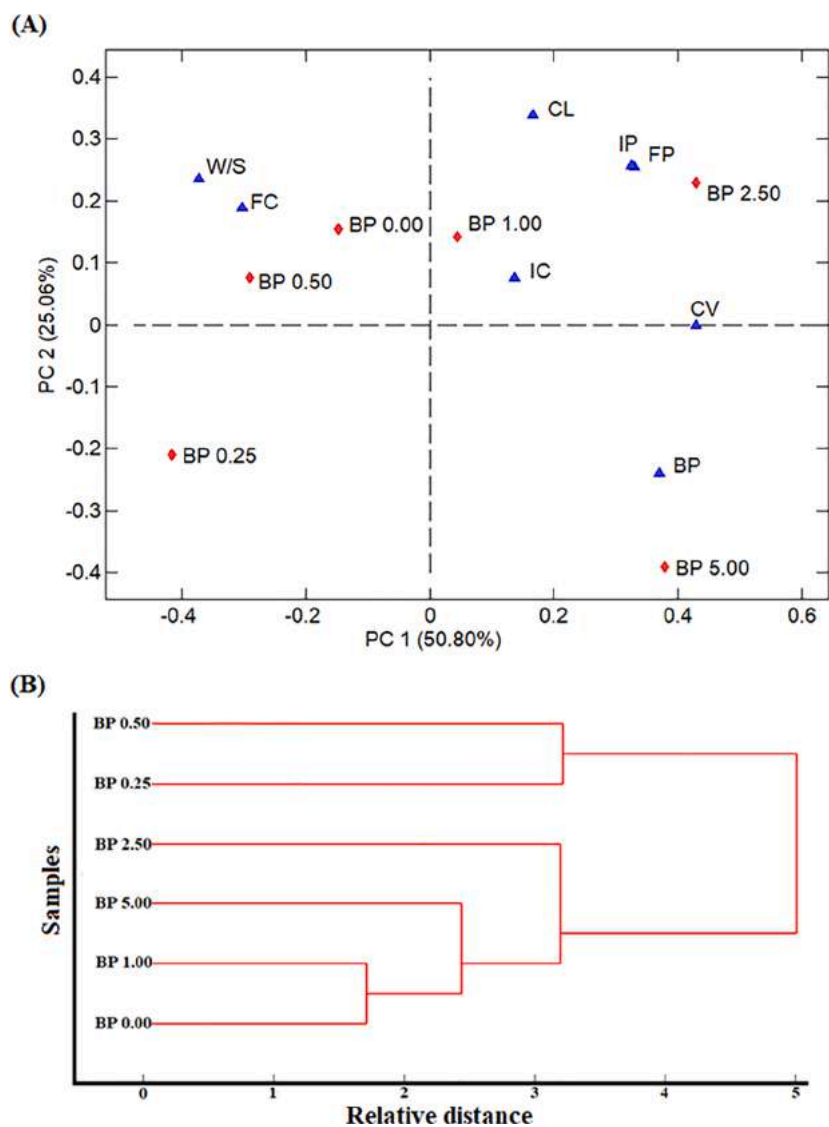 (A)
0.4
0.3
0.2
0.1
0
-0.1
-0.2
-0.3
-0.4
PC 2 (25.06%)
CL
IP FP
W/S
BP 2.50
FC
BP 0.00
BP 1.00
BP 0.50
IC
CV
BP 0.25
BP
BP 5.00
-0.4 -0.2 0 0.2 0.4 0.6
PC 1 (50.80%)
(B)
BP 0.50
BP 0.25
BP 2.50
BP 5.00
BP 1.00
BP 0.00
Samples
0 1 2 3 4 5
Relative distance